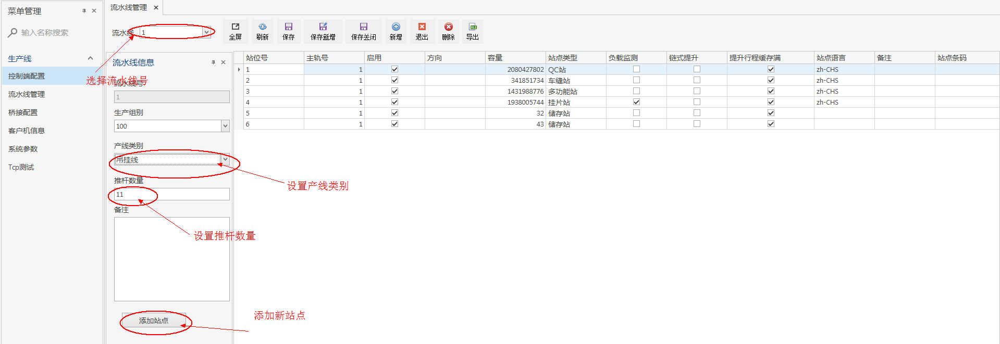 菜单管理
输入名称搜索
生产线
控制端配置
流水线管理
桥接配置
客户机信息
系统参数
Tcp测试
流水线管理
流水线 1
全屏 刷新 保存 保存新增 保存关闭 新增 退出 删除 导出
流水线信息
选择流水线号
流水线号
1
生产组别
100
产线类别
吊挂线
设置产线类别
推杆数量
11
设置推杆数量
备注
添加站点
添加新站点
站位号 主轨号 启用 方向 容量 站点类型 负载监测 链式提升 提升行程缓存满 站点语言 备注 站点条码
1 1 2080427802 QC站 zh-CHS
2 1 341851734 车缝站 zh-CHS
3 1 1431988776 多功能站 zh-CHS
4 1 1938005744 挂片站 zh-CHS
5 1 32 储存站
6 1 43 储存站